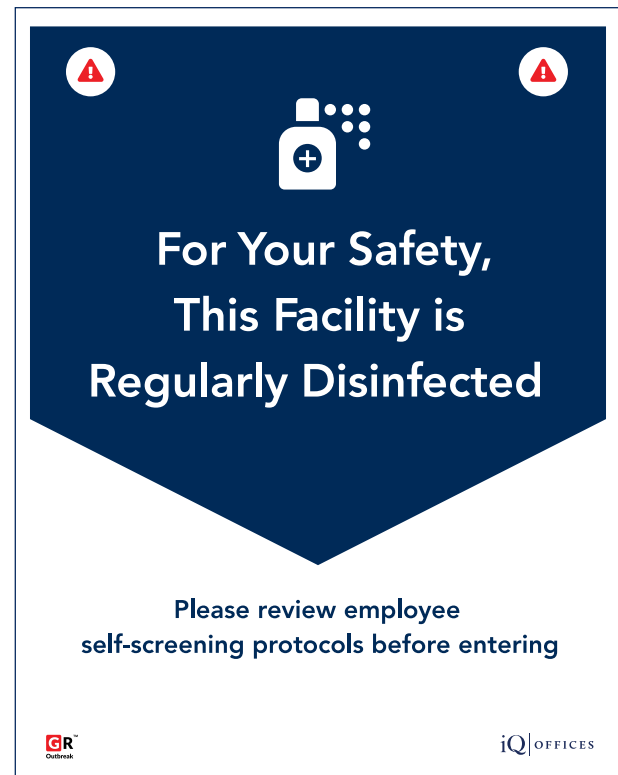 For Your Safety,
This Facility is
Regularly Disinfected
Please review employee
self-screening protocols before entering
GR™
Outbreak
iQ OFFICES